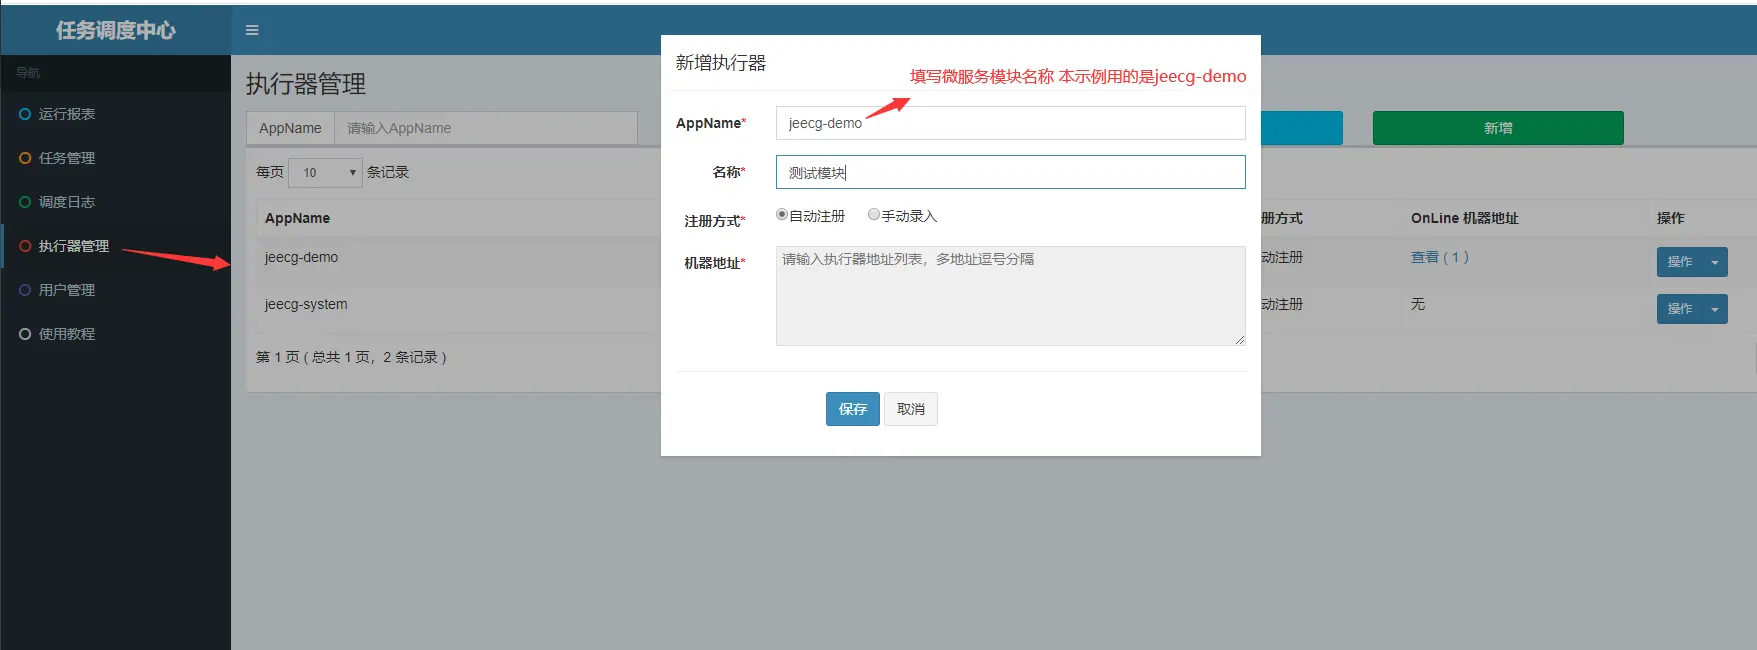 任务调度中心
导航
运行报表
任务管理
调度日志
执行器管理
用户管理
使用教程
执行器管理
AppName 请输入AppName
新增
每页 10 条记录
AppName
册方式 OnLine 机器地址 操作
jeecg-demo
动注册 查看 ( 1 ) 操作
jeecg-system
动注册 无 操作
第 1 页 ( 总共 1 页，2 条记录 )
新增执行器
填写微服务模块名称 本示例用的是jeecg-demo
AppName* jeecg-demo
名称* 测试模块
注册方式* 自动注册 手动录入
机器地址* 请输入执行器地址列表，多地址逗号分隔
保存 取消